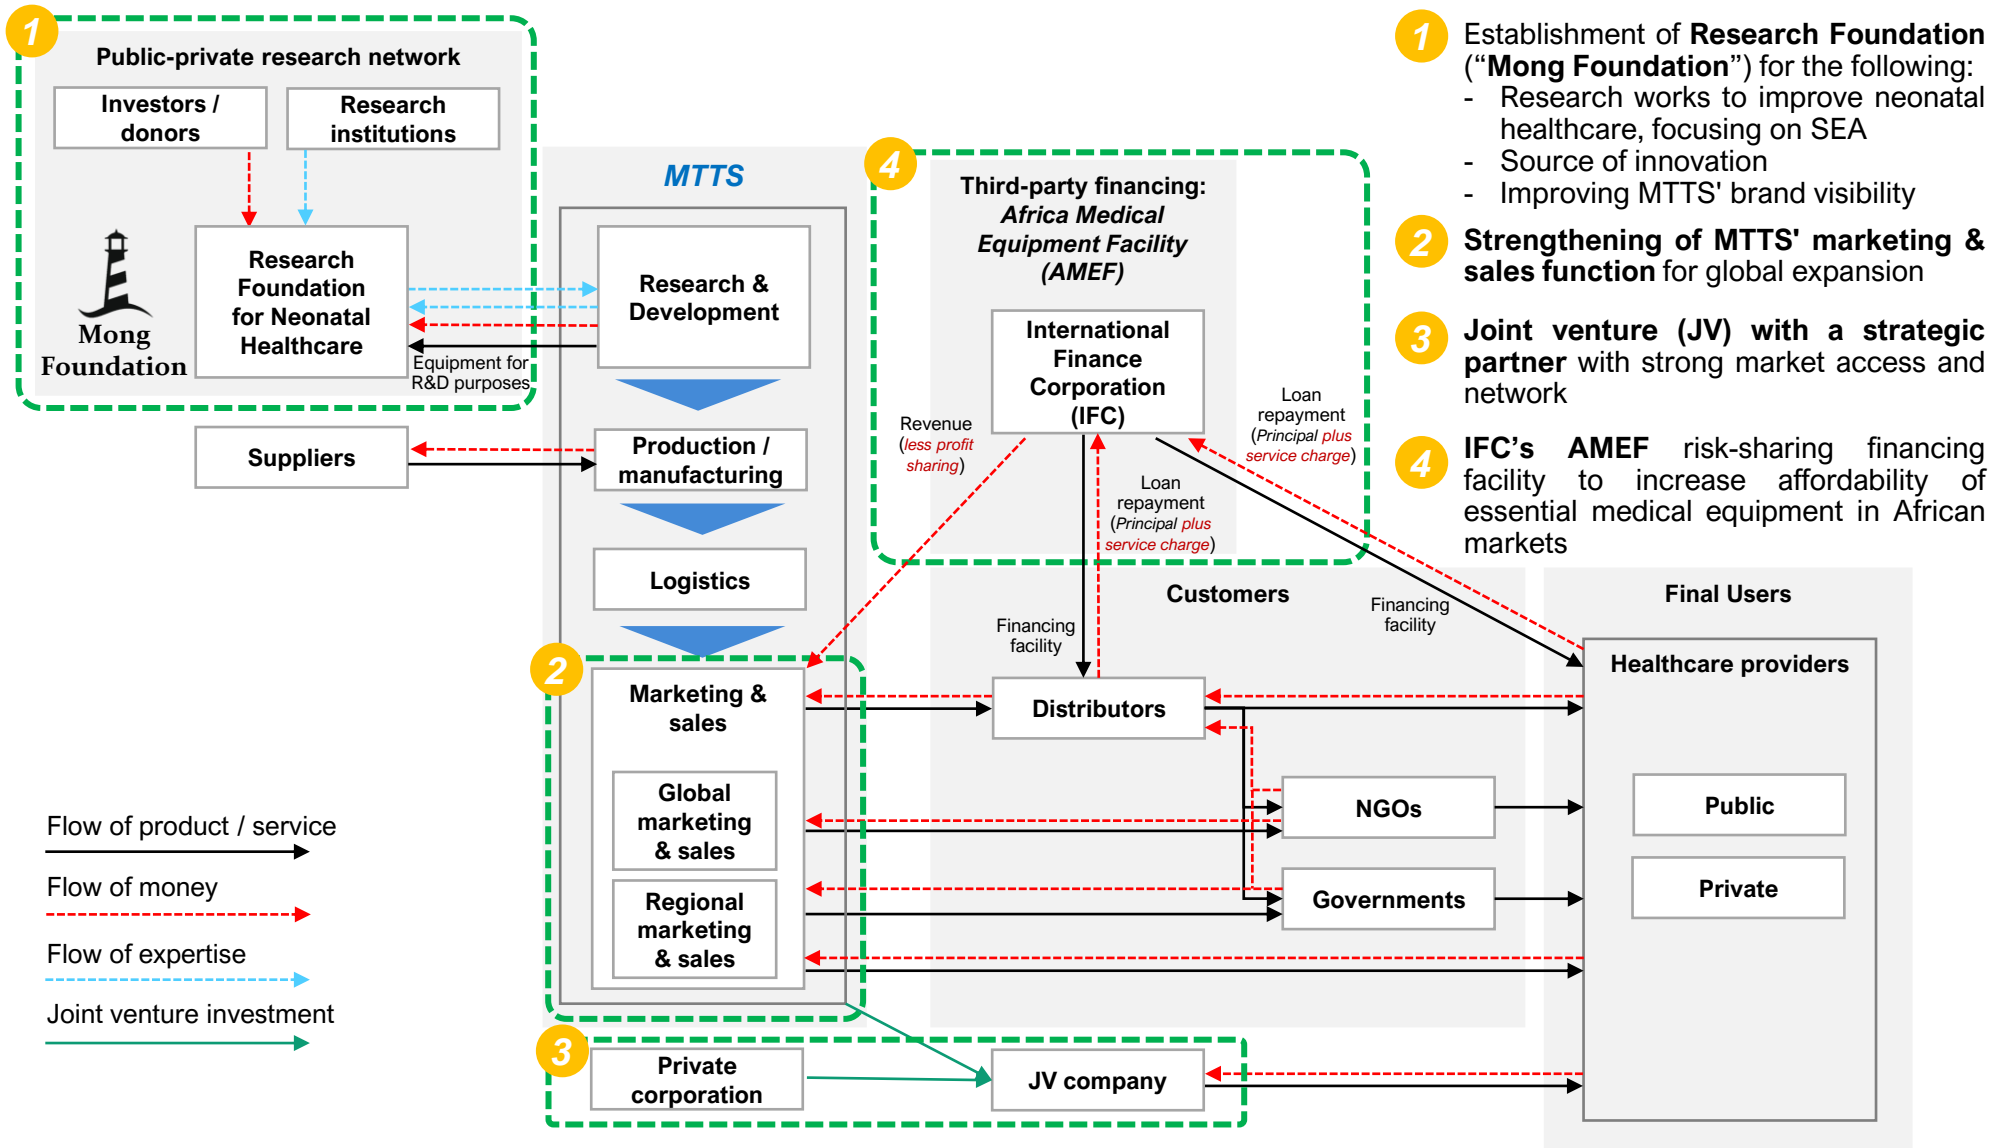 1
Public-private research network
Investors /
donors
Research
institutions
Mong
Foundation
Research
Foundation
for Neonatal
Healthcare
Equipment for
R&D purposes
Suppliers
MTTS
Research &
Development
Production /
manufacturing
Logistics
2
Marketing &
sales
Global
marketing
& sales
Regional
marketing
& sales
3
Private
corporation
JV company
4
Third-party financing:
Africa Medical
Equipment Facility
(AMEF)
International
Finance
Corporation
(IFC)
Revenue
(less profit
sharing)
Loan
repayment
(Principal plus
service charge)
Loan
repayment
(Principal plus
service charge)
Customers
Financing
facility
Financing
facility
Distributors
NGOs
Governments
Final Users
Healthcare providers
Public
Private
Flow of product / service
Flow of money
Flow of expertise
Joint venture investment
1 Establishment of Research Foundation
(“Mong Foundation”) for the following:
- Research works to improve neonatal
healthcare, focusing on SEA
- Source of innovation
- Improving MTTS' brand visibility
2 Strengthening of MTTS' marketing &
sales function for global expansion
3 Joint venture (JV) with a strategic
partner with strong market access and
network
4 IFC’s AMEF risk-sharing financing
facility to increase affordability of
essential medical equipment in African
markets